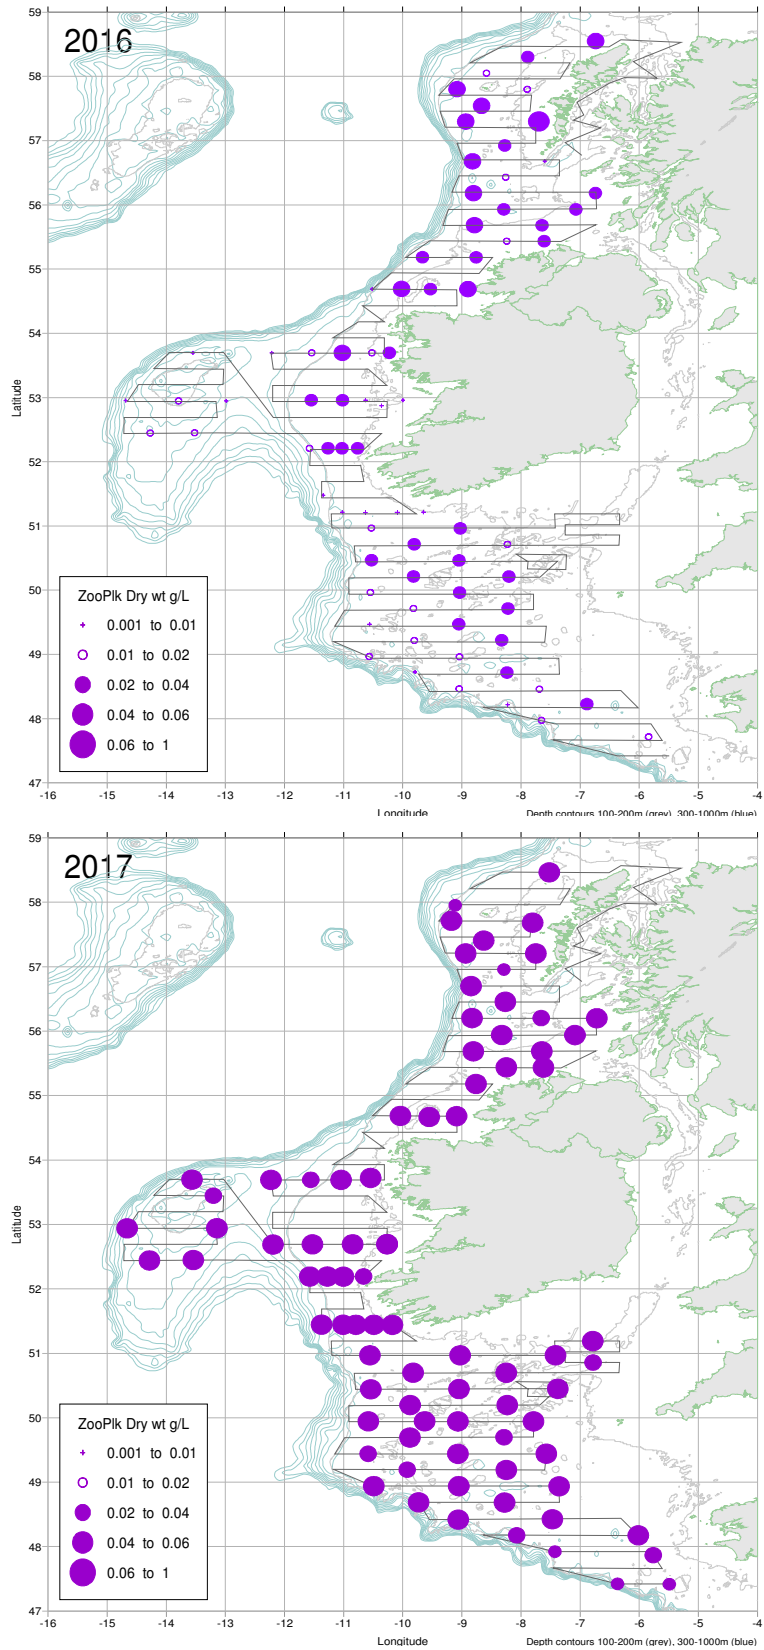 59
2016
58
57
56
55
54
Latitude
53
52
51
50
ZooPlk Dry wt g/L
0.001 to 0.01
0.01 to 0.02
0.02 to 0.04
0.04 to 0.06
0.06 to 1
49
48
47
-16 -15 -14 -13 -12 -11 -10 -9 -8 -7 -6 -5 -4
Longitude Depth contours 100-200m (grey), 300-1000m (blue)
59
2017
58
57
56
55
54
Latitude
53
52
51
50
ZooPlk Dry wt g/L
0.001 to 0.01
0.01 to 0.02
0.02 to 0.04
0.04 to 0.06
0.06 to 1
49
48
47
-16 -15 -14 -13 -12 -11 -10 -9 -8 -7 -6 -5 -4
Longitude Depth contours 100-200m (grey), 300-1000m (blue)